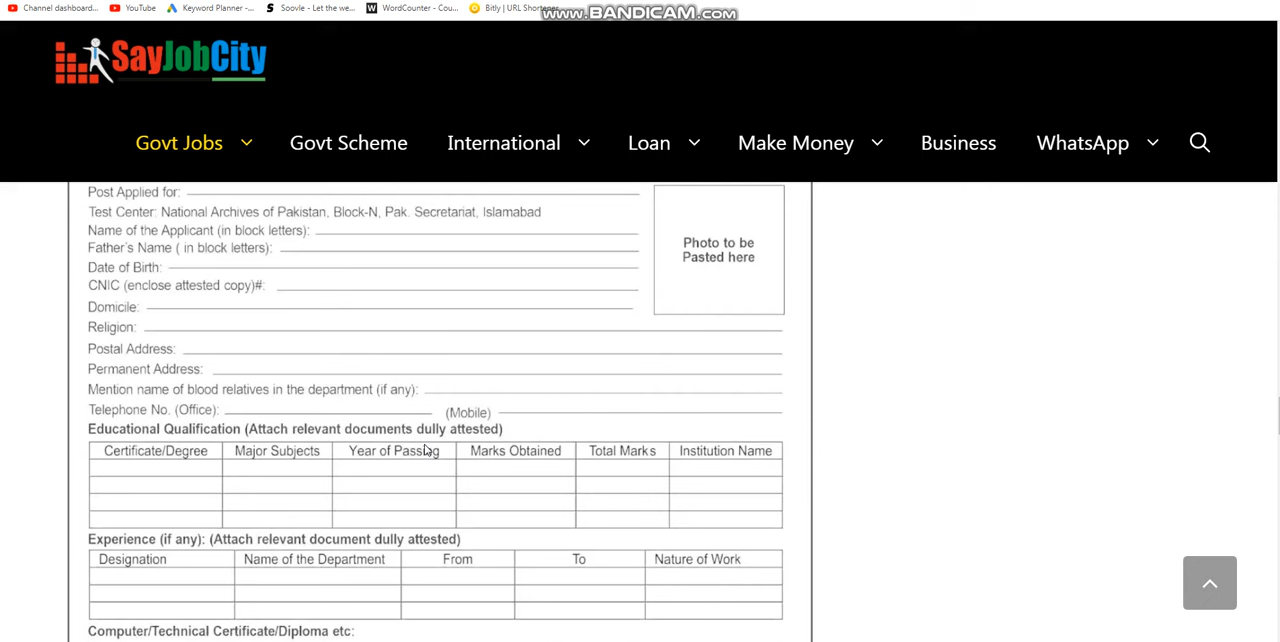 Channel dashboard...
YouTube
Keyword Planner -...
Soovle - Let the we...
W WordCounter - Cou...
Bitly | URL Shortener
www.BANDICAM.com
SayJobCity
Govt Jobs
Govt Scheme
International
Loan
Make Money
Business
WhatsApp
Post Applied for:
Test Center: National Archives of Pakistan, Block-N, Pak. Secretariat, Islamabad
Name of the Applicant (in block letters):
Father's Name ( in block letters):
Date of Birth:
CNIC (enclose attested copy)#:
Domicile:
Photo to be
Pasted here
Religion:
Postal Address:
Permanent Address:
Mention name of blood relatives in the department (if any):
Telephone No. (Office): (Mobile)
Educational Qualification (Attach relevant documents dully attested)
Certificate/Degree Major Subjects Year of Passing Marks Obtained Total Marks Institution Name
Experience (if any): (Attach relevant document dully attested)
Designation Name of the Department From To Nature of Work
Computer/Technical Certificate/Diploma etc: